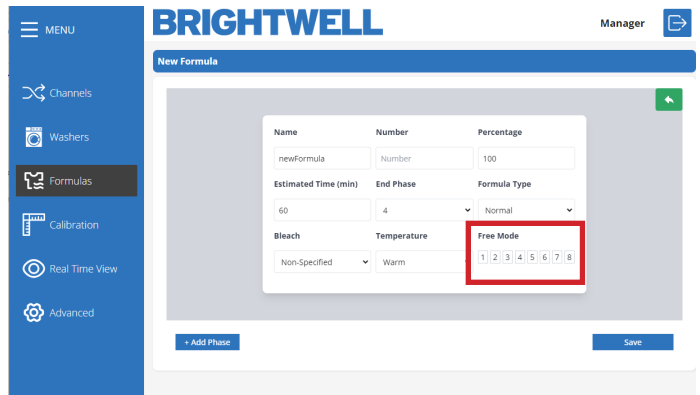 MENU
BRIGHTWELL
Manager
New Formula
Channels
Washers
Formulas
Calibration
Real Time View
Advanced
Name Number Percentage
newFormula Number 100
Estimated Time (min) End Phase Formula Type
60 4 Normal
Bleach Temperature Free Mode
Non-Specified Warm 1 2 3 4 5 6 7 8
+ Add Phase Save